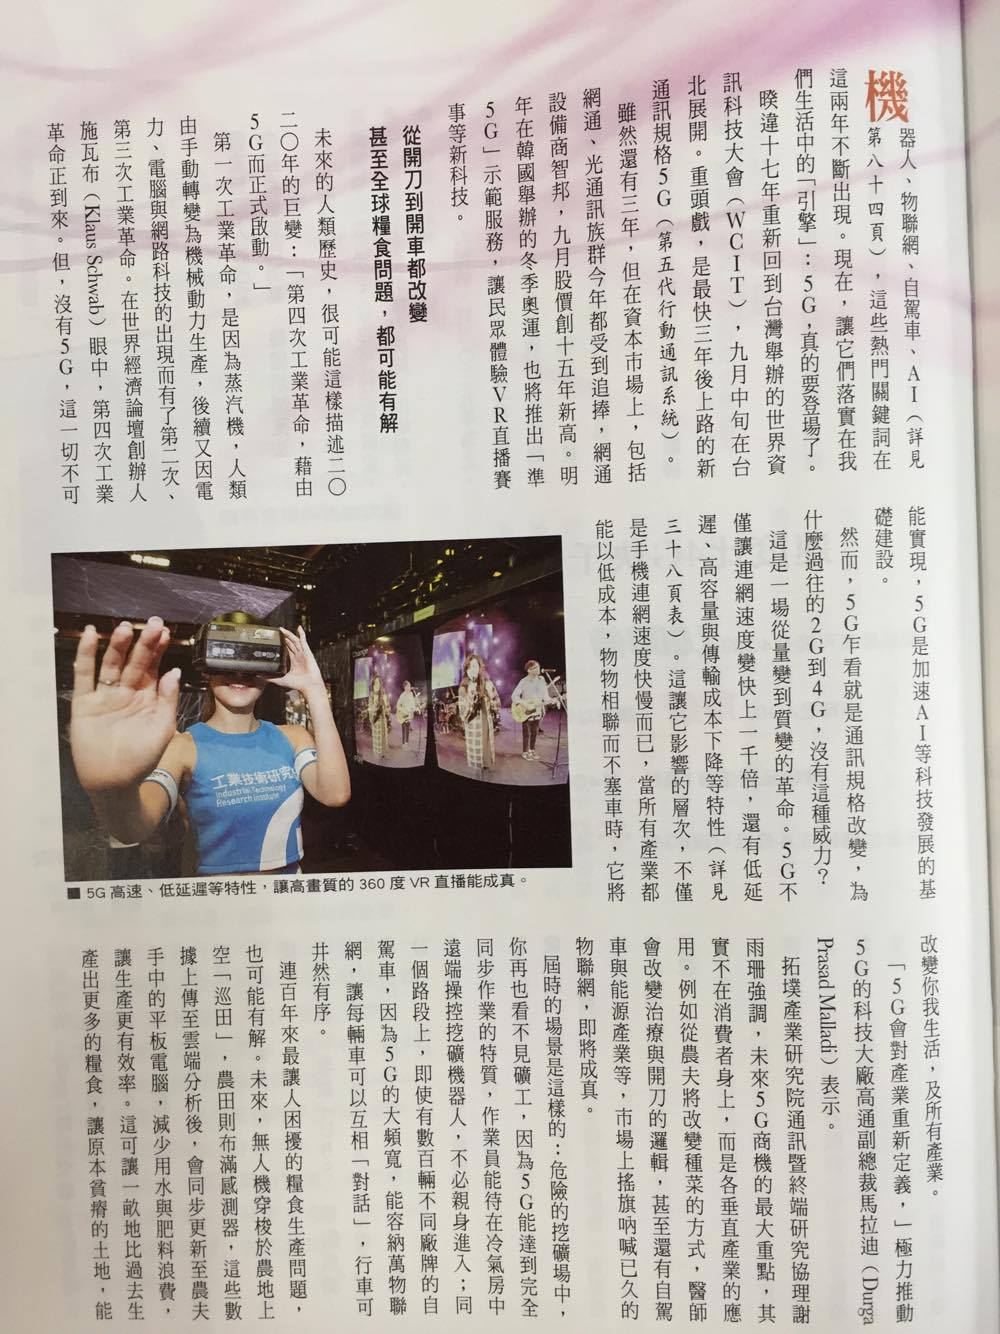 機器人、物聯網、自駕車、AI（詳見
第八十四頁），這些熱門關鍵詞在
這兩年不斷出現。現在，讓它們落實在我
們生活中的「引擎」：5G，真的要登場了。
暌違十七年重新回到台灣舉辦的世界資
訊科技大會（WCIT），九月中旬在台
北展開。重頭戲，是最快三年後上路的新
通訊規格5G（第五代行動通訊系統）。
雖然還有三年，但在資本市場上，包括
網通、光通訊族群今年都受到追捧，網通
設備商智邦，九月股價創十五年新高。明
年在韓國舉辦的冬季奧運，也將推出「準
5G」示範服務，讓民眾體驗VR直播賽
事等新科技。
從開刀到開車都改變
甚至全球糧食問題，都可能有解
未來的人類歷史，很可能這樣描述二〇
二〇年的巨變：「第四次工業革命，藉由
5G而正式啟動。」
第一次工業革命，是因為蒸汽機，人類
由手動轉變為機械動力生產，後續又因電
力、電腦與網路科技的出現而有了第二次、
第三次工業革命。在世界經濟論壇創辦人
施瓦布（Klaus Schwab）眼中，第四次工業
革命正到來。但，沒有5G，這一切不可
能實現，5G是加速AI等科技發展的基
礎建設。
然而，5G乍看就是通訊規格改變，為
什麼過往的2G到4G，沒有這種威力？
這是一場從量變到質變的革命。5G不
僅讓連網速度變快上一千倍，還有低延
遲、高容量與傳輸成本下降等特性（詳見
三十八頁表）。這讓它影響的層次，不僅
是手機連網速度快慢而已，當所有產業都
能以低成本，物物相聯而不塞車時，它將
Change
工業技術研究
Industrial Technology
Research Institute
■ 5G 高速、低延遲等特性，讓高畫質的 360 度 VR 直播能成真。
改變你我生活，及所有產業。
「5G會對產業重新定義，」極力推動
5G的科技大廠高通副總裁馬拉迪（Durga
Prasad Malladi）表示。
拓墣產業研究院通訊暨終端研究協理謝
雨珊強調，未來5G商機的最大重點，其
實不在消費者身上，而是各垂直產業的應
用。例如從農夫將改變種菜的方式，醫師
會改變治療與開刀的邏輯，甚至還有自駕
車與能源產業等，市場上搖旗吶喊已久的
物聯網，即將成真。
屆時的場景是這樣的：危險的挖礦場中，
你再也看不見礦工，因為5G能達到完全
同步作業的特質，作業員能待在冷氣房中
遠端操控挖礦機器人，不必親身進入；同
一個路段上，即使有數百輛不同廠牌的自
駕車，因為5G的大頻寬，能容納萬物聯
網，讓每輛車可以互相「對話」，行車可
井然有序。
連百年來最讓人困擾的糧食生產問題，
也可能有解。未來，無人機穿梭於農地上
空「巡田」，農田則布滿感測器，這些數
據上傳至雲端分析後，會同步更新至農夫
手中的平板電腦，減少用水與肥料浪費，
讓生產更有效率。這可讓一畝地比過去生
產出更多的糧食，讓原本貧瘠的土地，能